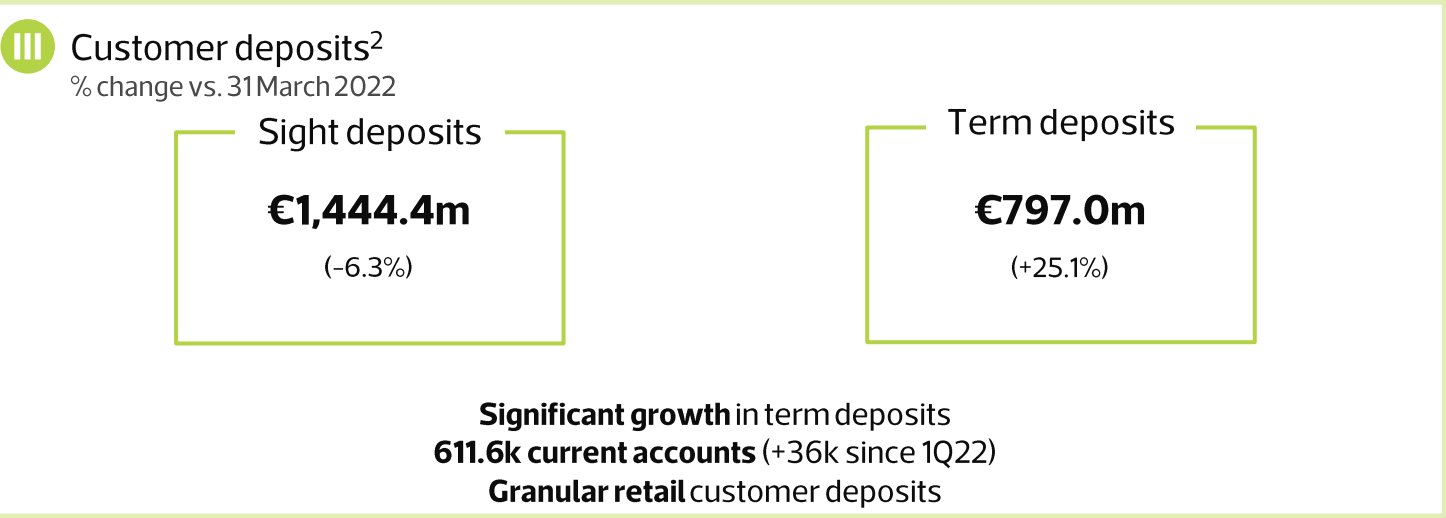 Customer deposits²
% change vs. 31 March 2022
Sight deposits
€1,444.4m
(-6.3%)
Term deposits
€797.0m
(+25.1%)
Significant growth in term deposits
611.6k current accounts (+36k since 1Q22)
Granular retail customer deposits